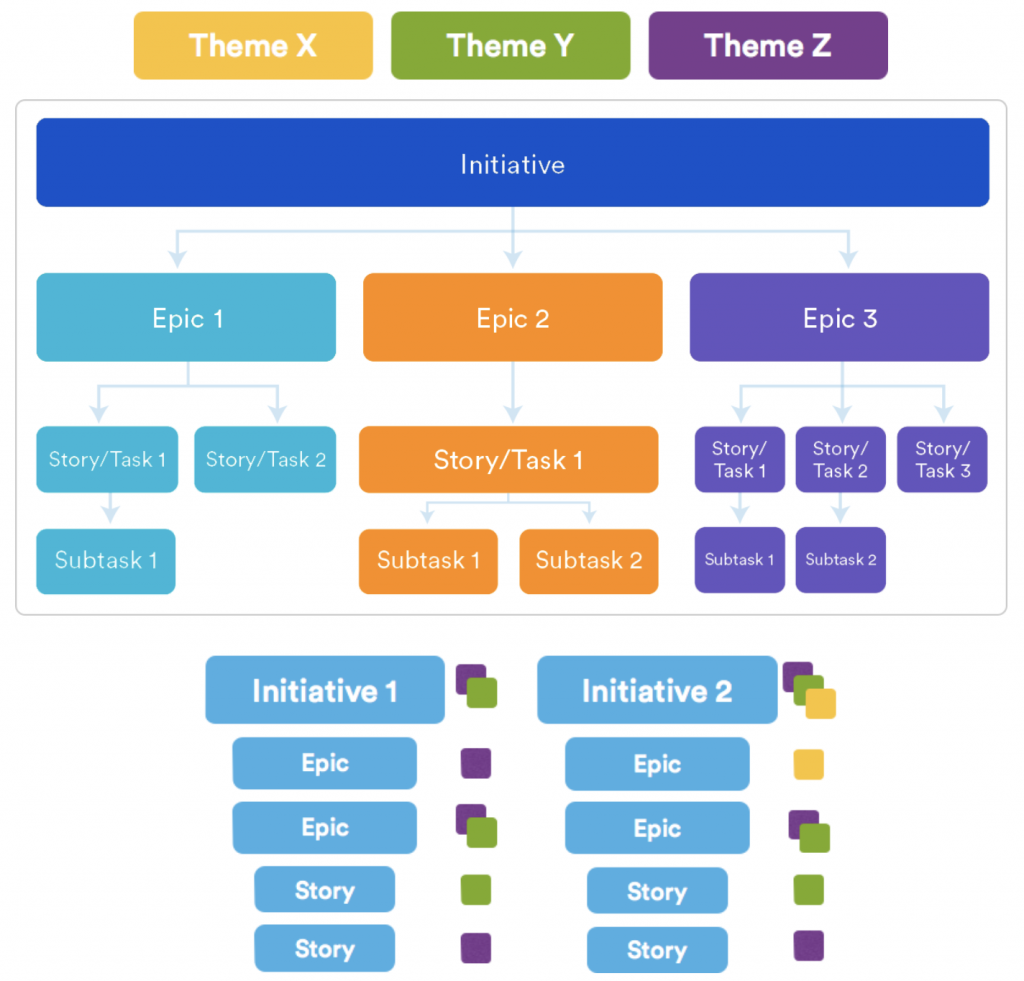 Theme X
Theme Y
Theme Z
Initiative
Epic 1
Epic 2
Epic 3
Story/Task 1
Story/Task 2
Story/Task 1
Story/
Task 1
Story/
Task 2
Story/
Task 3
Subtask 1
Subtask 1
Subtask 2
Subtask 1
Subtask 2
Initiative 1
Initiative 2
Epic
Epic
Epic
Epic
Story
Story
Story
Story